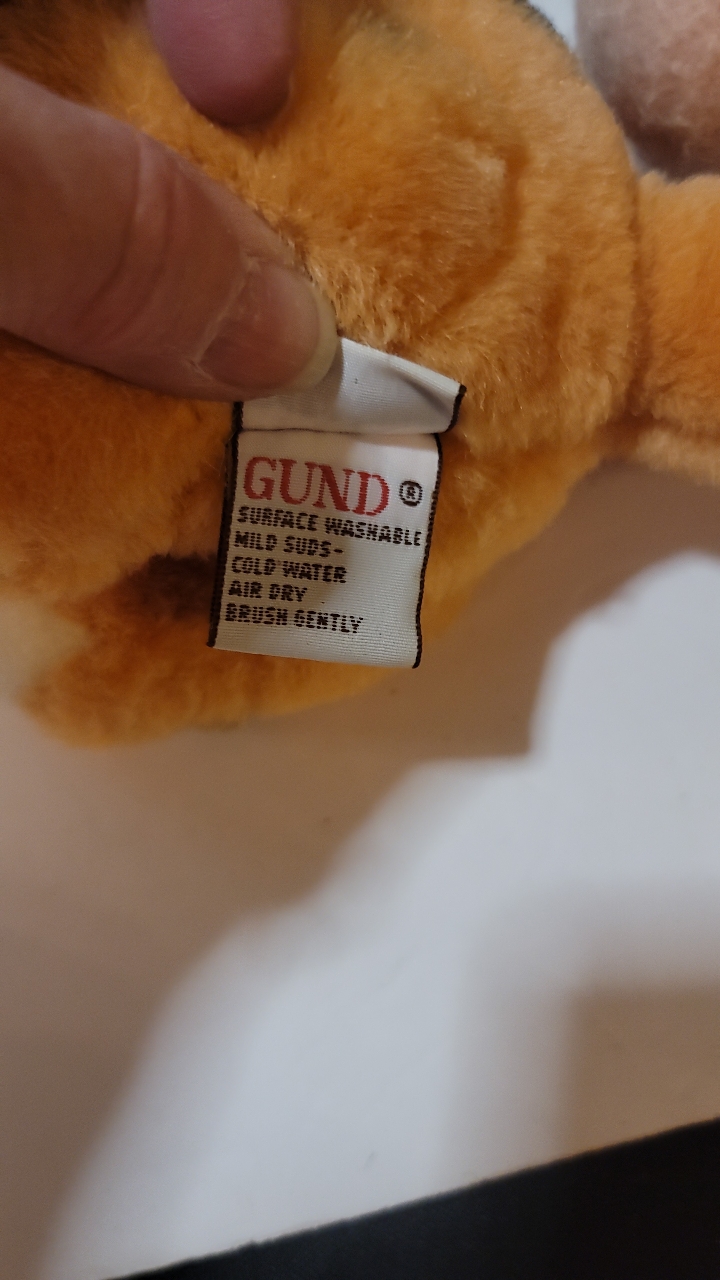 GUND ®
SURFACE WASHABLE
MILD SUDS-
COLD WATER
AIR DRY
BRUSH GENTLY